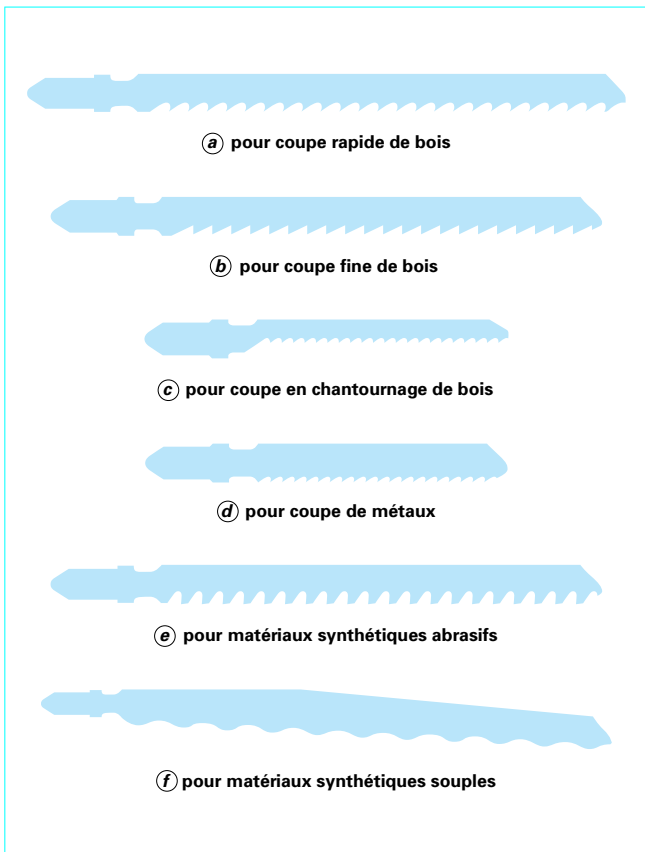 a pour coupe rapide de bois
b pour coupe fine de bois
c pour coupe en chantournage de bois
d pour coupe de métaux
e pour matériaux synthétiques abrasifs
f pour matériaux synthétiques souples